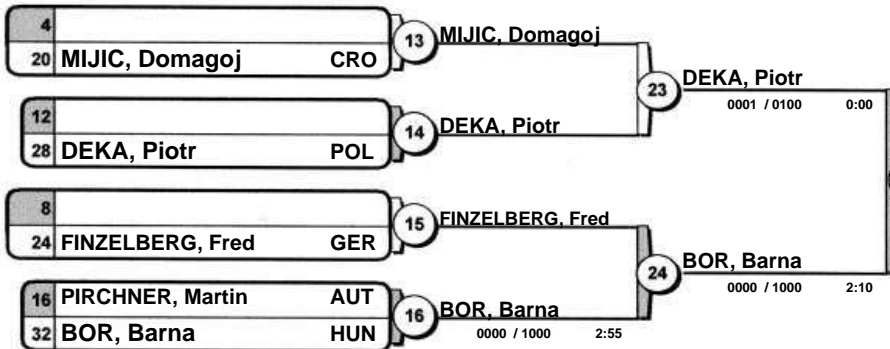 4
20 MIJIC, Domagoj CRO
13 MIJIC, Domagoj
12
28 DEKA, Piotr POL
14 DEKA, Piotr
23 DEKA, Piotr
0001 / 0100 0:00
8
24 FINZELBERG, Fred GER
15 FINZELBERG, Fred
16 PIRCHNER, Martin AUT
32 BOR, Barna HUN
16 BOR, Barna
0000 / 1000 2:55
24 BOR, Barna
0000 / 1000 2:10